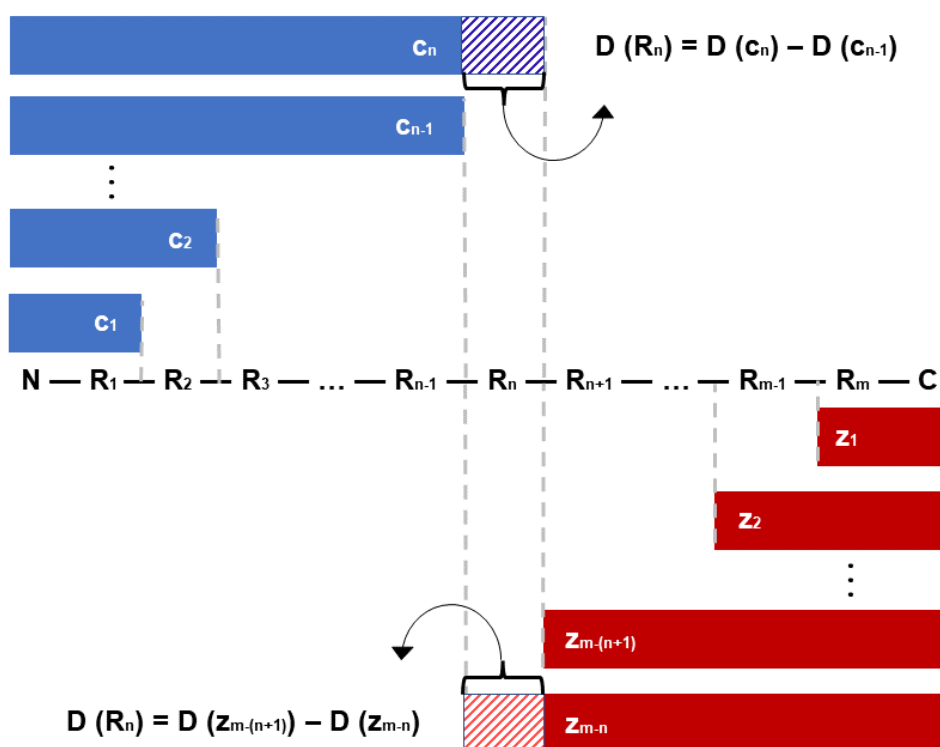 cn D (Rn) = D (cn) – D (cn-1)
cn-1
⋮
c2
c1
N — R1 — R2 — R3 — ... — Rn-1 — Rn — Rn+1 — ... — Rm-1 — Rm — C
z1
z2
⋮
zm-(n+1)
D (Rn) = D (zm-(n+1)) – D (zm-n) zm-n